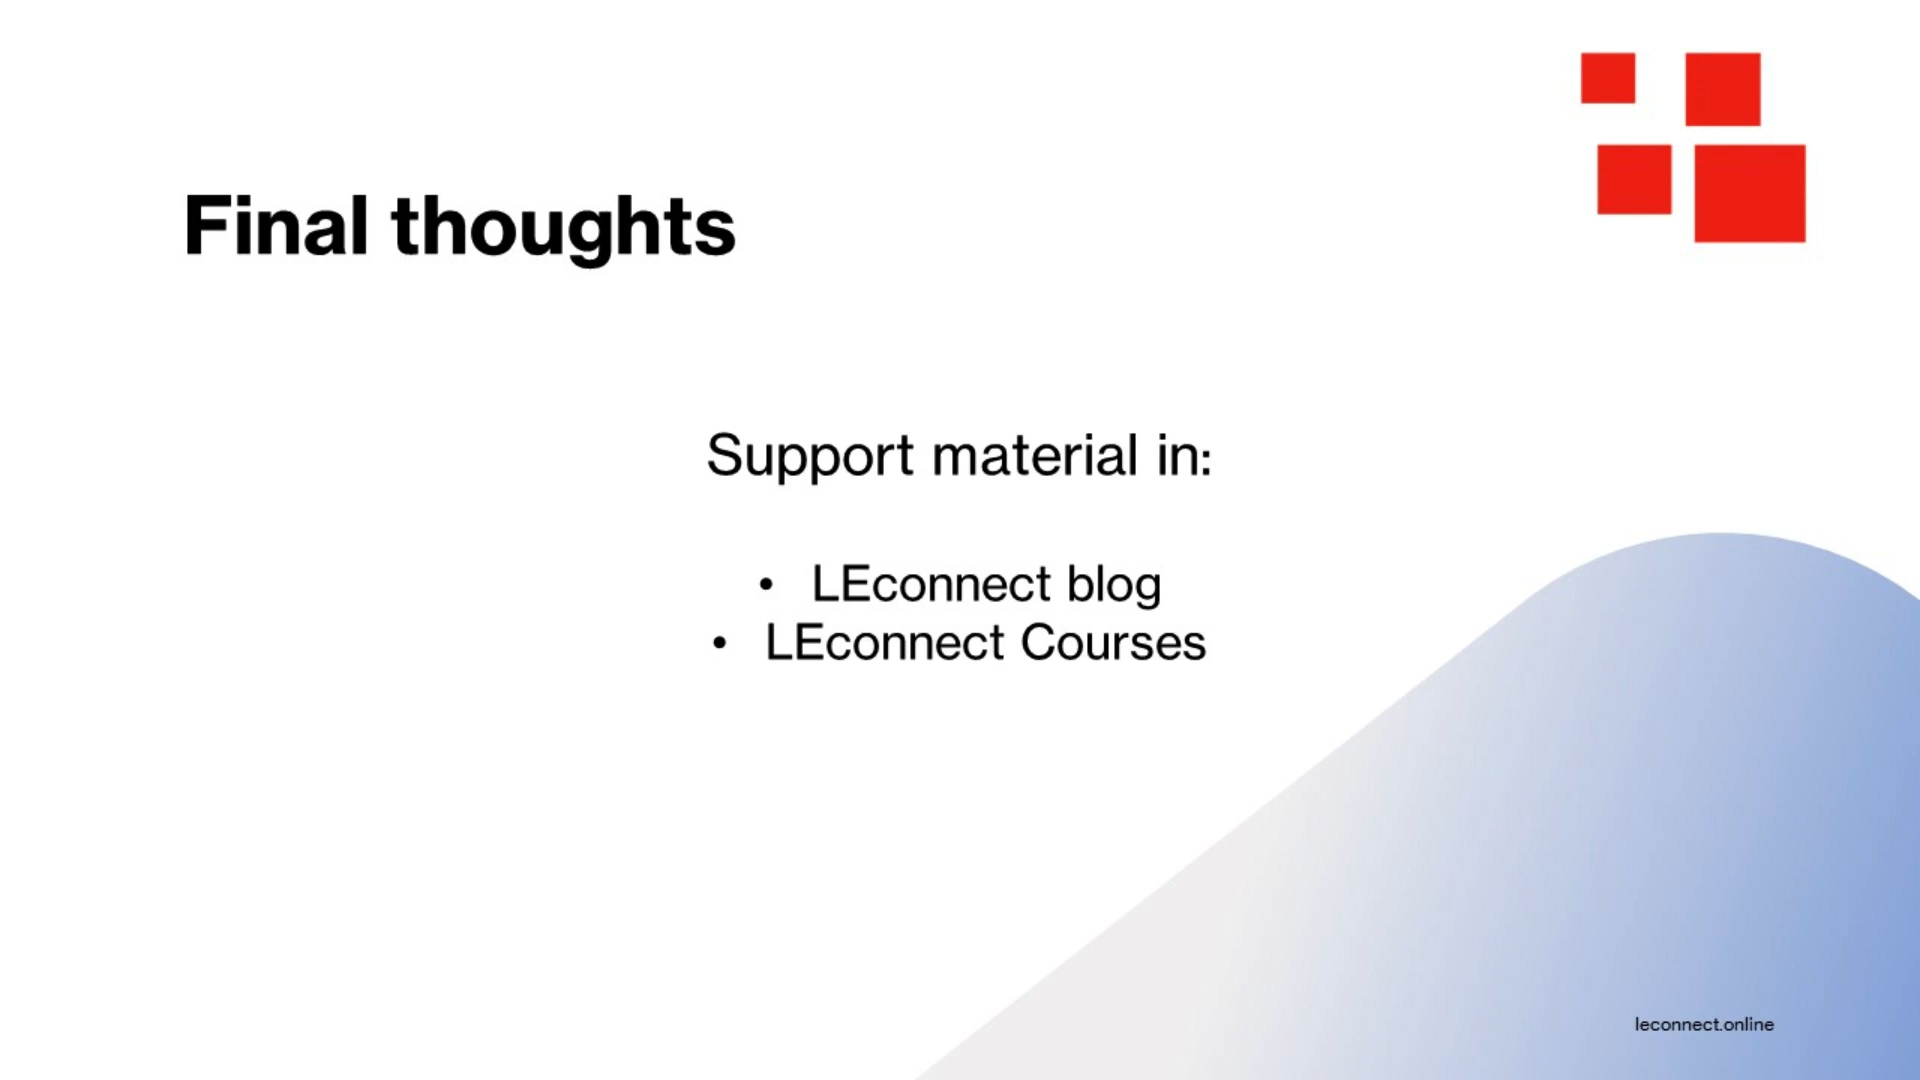 Final thoughts
Support material in:
• LEconnect blog
• LEconnect Courses
leconnect.online